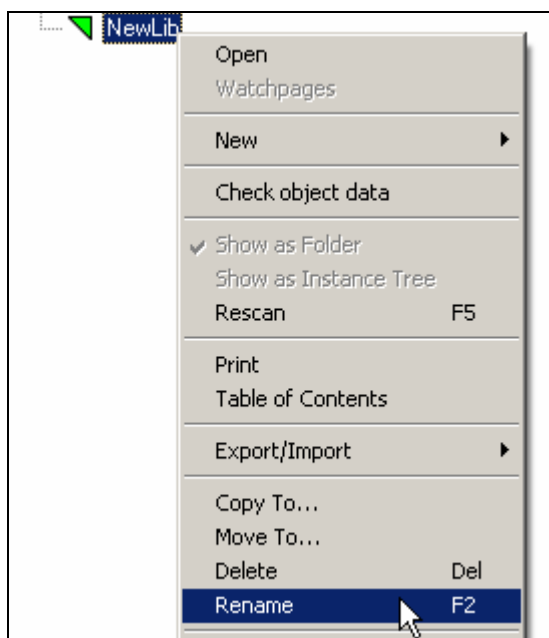 NewLib
Open
Watchpages
New
Check object data
Show as Folder
Show as Instance Tree
Rescan F5
Print
Table of Contents
Export/Import
Copy To...
Move To...
Delete Del
Rename F2